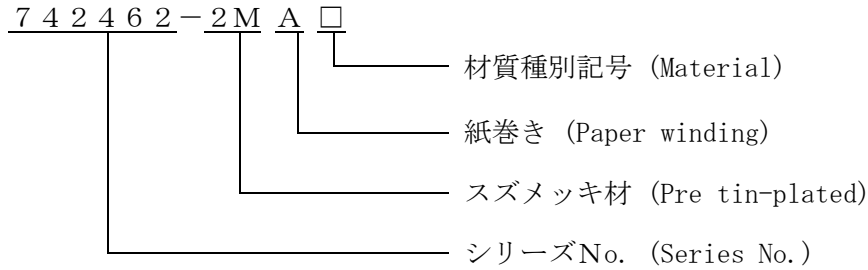 ７４２４６２－２Ｍ Ａ □
材質種別記号 (Material)
紙巻き (Paper winding)
スズメッキ材 (Pre tin-plated)
シリーズNo. (Series No.)